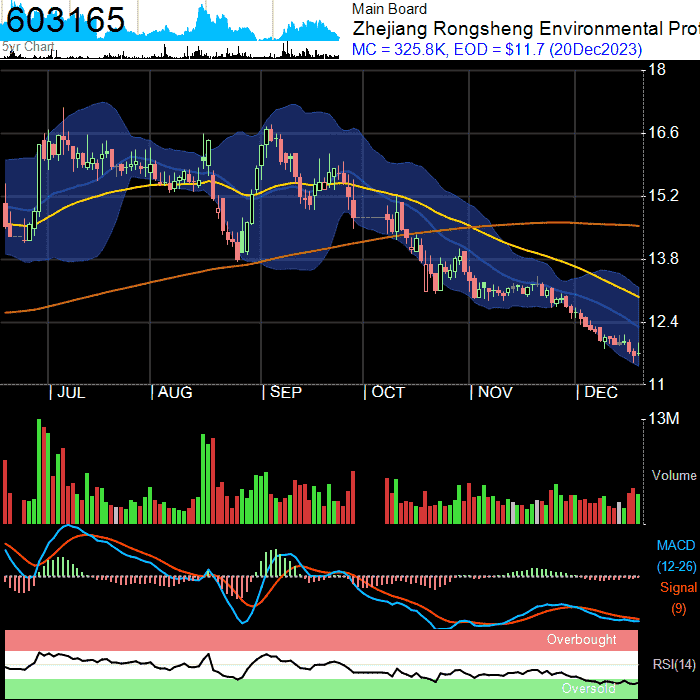 603165
5yr Chart
Main Board
Zhejiang Rongsheng Environmental Prot
MC = 325.8K, EOD = $11.7 (20Dec2023)
18
16.6
15.2
13.8
12.4
11
JUL AUG SEP OCT NOV DEC
13M
Volume
MACD
(12-26)
Signal
(9)
Overbought
RSI(14)
Oversold